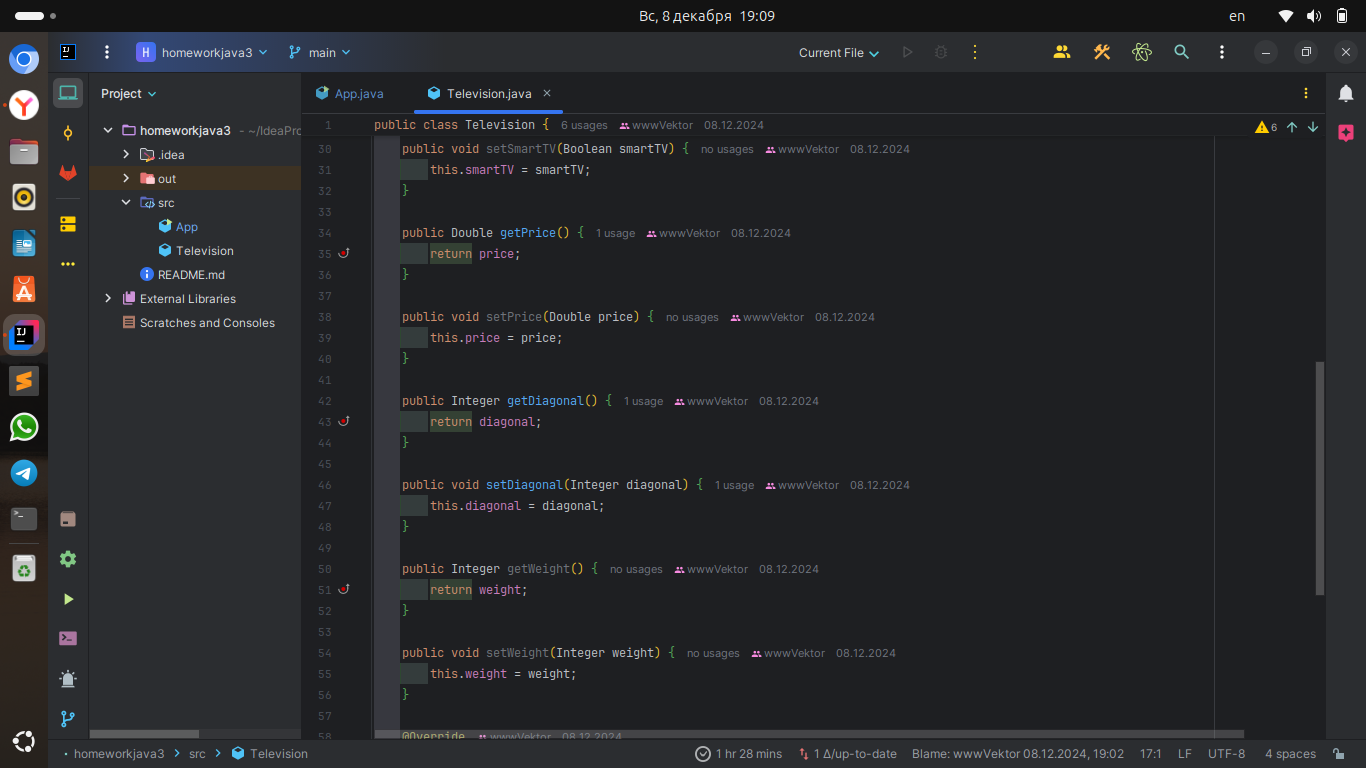 Вс, 8 декабря 19:09
en
homeworkjava3
main
Current File
Project
App.java
Television.java
homeworkjava3 - ~/IdeaPro
.idea
out
src
App
Television
README.md
External Libraries
Scratches and Consoles
1 public class Television { 6 usages wwwVektor 08.12.2024
6
30 public void setSmartTV(Boolean smartTV) { no usages wwwVektor 08.12.2024
31 this.smartTV = smartTV;
32 }
33
34 public Double getPrice() { 1 usage wwwVektor 08.12.2024
35 return price;
36 }
37
38 public void setPrice(Double price) { no usages wwwVektor 08.12.2024
39 this.price = price;
40 }
41
42 public Integer getDiagonal() { 1 usage wwwVektor 08.12.2024
43 return diagonal;
44 }
45
46 public void setDiagonal(Integer diagonal) { 1 usage wwwVektor 08.12.2024
47 this.diagonal = diagonal;
48 }
49
50 public Integer getWeight() { no usages wwwVektor 08.12.2024
51 return weight;
52 }
53
54 public void setWeight(Integer weight) { no usages wwwVektor 08.12.2024
55 this.weight = weight;
56 }
57
58 @Override wwwVektor 08.12.2024
homeworkjava3 > src > Television
1 hr 28 mins
1 Δ/up-to-date
Blame: wwwVektor 08.12.2024, 19:02
17:1
LF
UTF-8
4 spaces